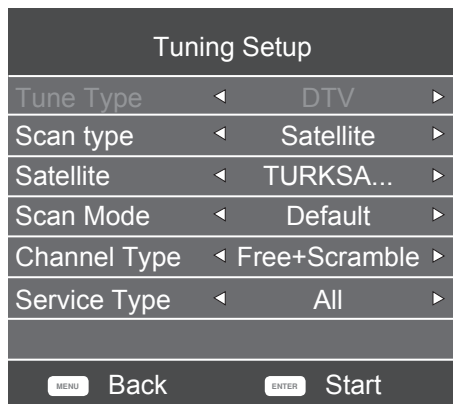 Tuning Setup
Tune Type DTV
Scan type Satellite
Satellite TURKSA...
Scan Mode Default
Channel Type Free+Scramble
Service Type All
MENU Back ENTER Start